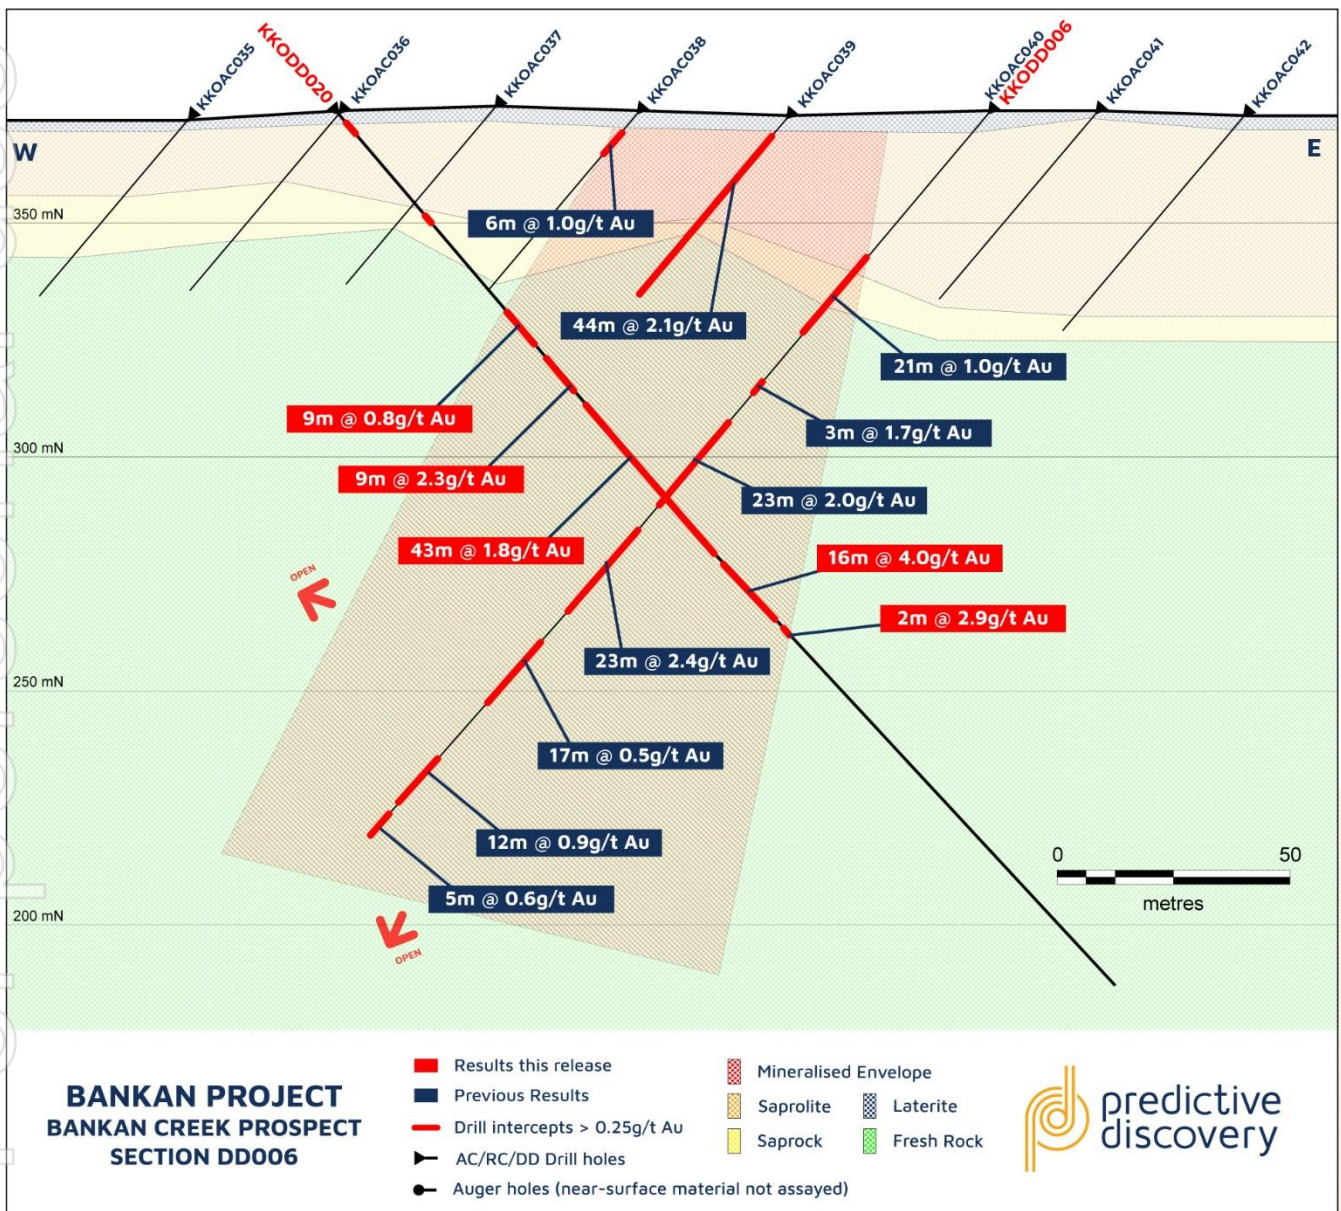 KKOAC035
KKODD020
KKOAC036
KKOAC037
KKOAC038
KKOAC039
KKOAC040
KKODD006
KKOAC041
KKOAC042
W
E
350 mN
6m @ 1.0g/t Au
44m @ 2.1g/t Au
21m @ 1.0g/t Au
9m @ 0.8g/t Au
3m @ 1.7g/t Au
300 mN
9m @ 2.3g/t Au
23m @ 2.0g/t Au
43m @ 1.8g/t Au
16m @ 4.0g/t Au
OPEN
2m @ 2.9g/t Au
23m @ 2.4g/t Au
250 mN
17m @ 0.5g/t Au
12m @ 0.9g/t Au
5m @ 0.6g/t Au
0 50
metres
200 mN
OPEN
BANKAN PROJECT
BANKAN CREEK PROSPECT
SECTION DD006
Results this release
Previous Results
Drill intercepts > 0.25g/t Au
AC/RC/DD Drill holes
Auger holes (near-surface material not assayed)
Mineralised Envelope
Saprolite
Laterite
Saprock
Fresh Rock
predictive
discovery